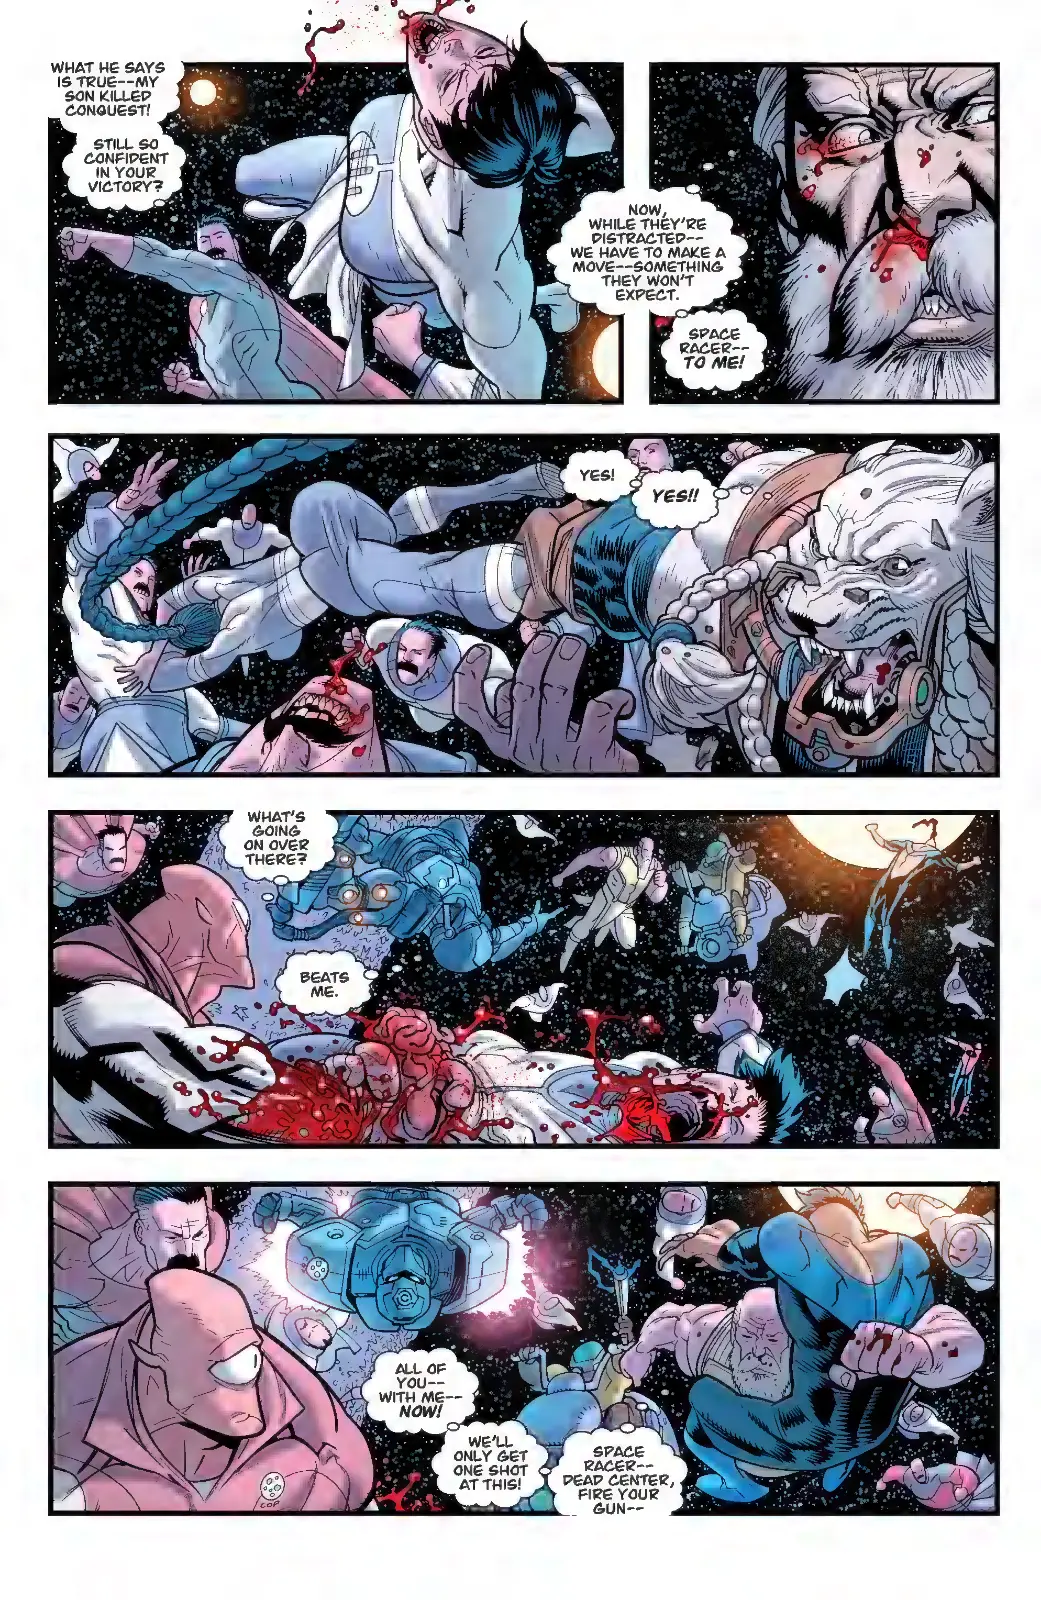 WHAT HE SAYS
IS TRUE--MY
SON KILLED
CONQUEST!
STILL SO
CONFIDENT
IN YOUR
VICTORY?
NOW,
WHILE THEY'RE
DISTRACTED--
WE HAVE TO MAKE A
MOVE--SOMETHING
THEY WON'T
EXPECT.
SPACE
RACER--
TO ME!
YES!
YES!!
WHAT'S
GOING
ON OVER
THERE?
BEATS
ME.
ALL OF
YOU--
WITH ME--
NOW!
WE'LL
ONLY GET
ONE SHOT
AT THIS!
SPACE
RACER--
DEAD CENTER,
FIRE YOUR
GUN--
COP